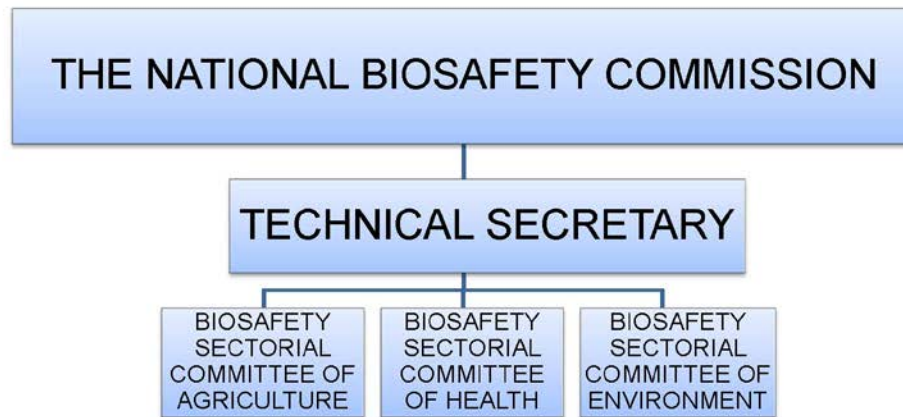 THE NATIONAL BIOSAFETY COMMISSION
TECHNICAL SECRETARY
BIOSAFETY
SECTORIAL
COMMITTEE OF
AGRICULTURE
BIOSAFETY
SECTORIAL
COMMITTEE
OF HEALTH
BIOSAFETY
SECTORIAL
COMMITTEE OF
ENVIRONMENT